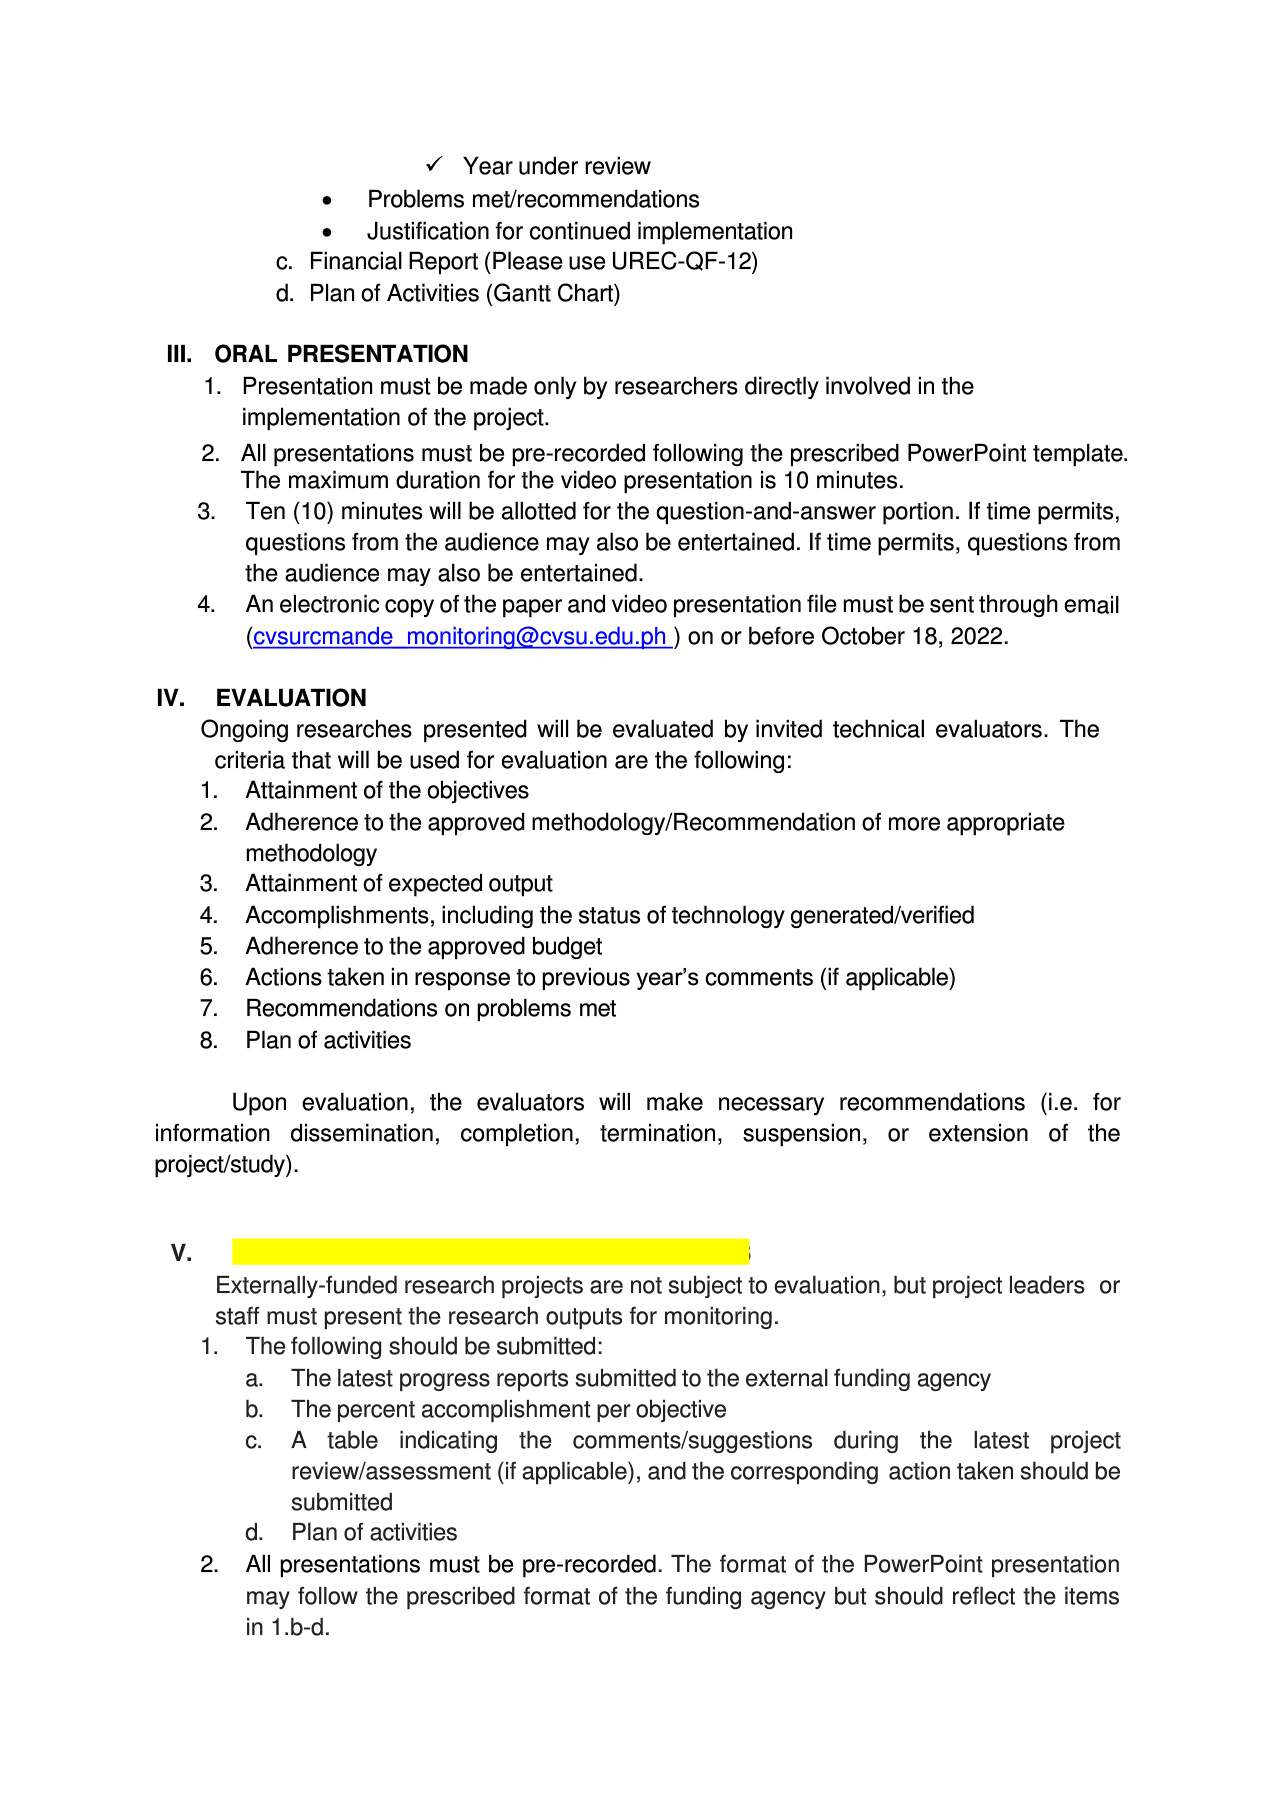 ✓ Year under review
• Problems met/recommendations
• Justification for continued implementation
c. Financial Report (Please use UREC-QF-12)
d. Plan of Activities (Gantt Chart)
III. ORAL PRESENTATION
1. Presentation must be made only by researchers directly involved in the
implementation of the project.
2. All presentations must be pre-recorded following the prescribed PowerPoint template.
The maximum duration for the video presentation is 10 minutes.
3. Ten (10) minutes will be allotted for the question-and-answer portion. If time permits,
questions from the audience may also be entertained. If time permits, questions from
the audience may also be entertained.
4. An electronic copy of the paper and video presentation file must be sent through email
(cvsurcmande_monitoring@cvsu.edu.ph ) on or before October 18, 2022.
IV. EVALUATION
Ongoing researches presented will be evaluated by invited technical evaluators. The
criteria that will be used for evaluation are the following:
1. Attainment of the objectives
2. Adherence to the approved methodology/Recommendation of more appropriate
methodology
3. Attainment of expected output
4. Accomplishments, including the status of technology generated/verified
5. Adherence to the approved budget
6. Actions taken in response to previous year’s comments (if applicable)
7. Recommendations on problems met
8. Plan of activities
Upon evaluation, the evaluators will make necessary recommendations (i.e. for
information dissemination, completion, termination, suspension, or extension of the
project/study).
V.
Externally-funded research projects are not subject to evaluation, but project leaders or
staff must present the research outputs for monitoring.
1. The following should be submitted:
a. The latest progress reports submitted to the external funding agency
b. The percent accomplishment per objective
c. A table indicating the comments/suggestions during the latest project
review/assessment (if applicable), and the corresponding action taken should be
submitted
d. Plan of activities
2. All presentations must be pre-recorded. The format of the PowerPoint presentation
may follow the prescribed format of the funding agency but should reflect the items
in 1.b-d.